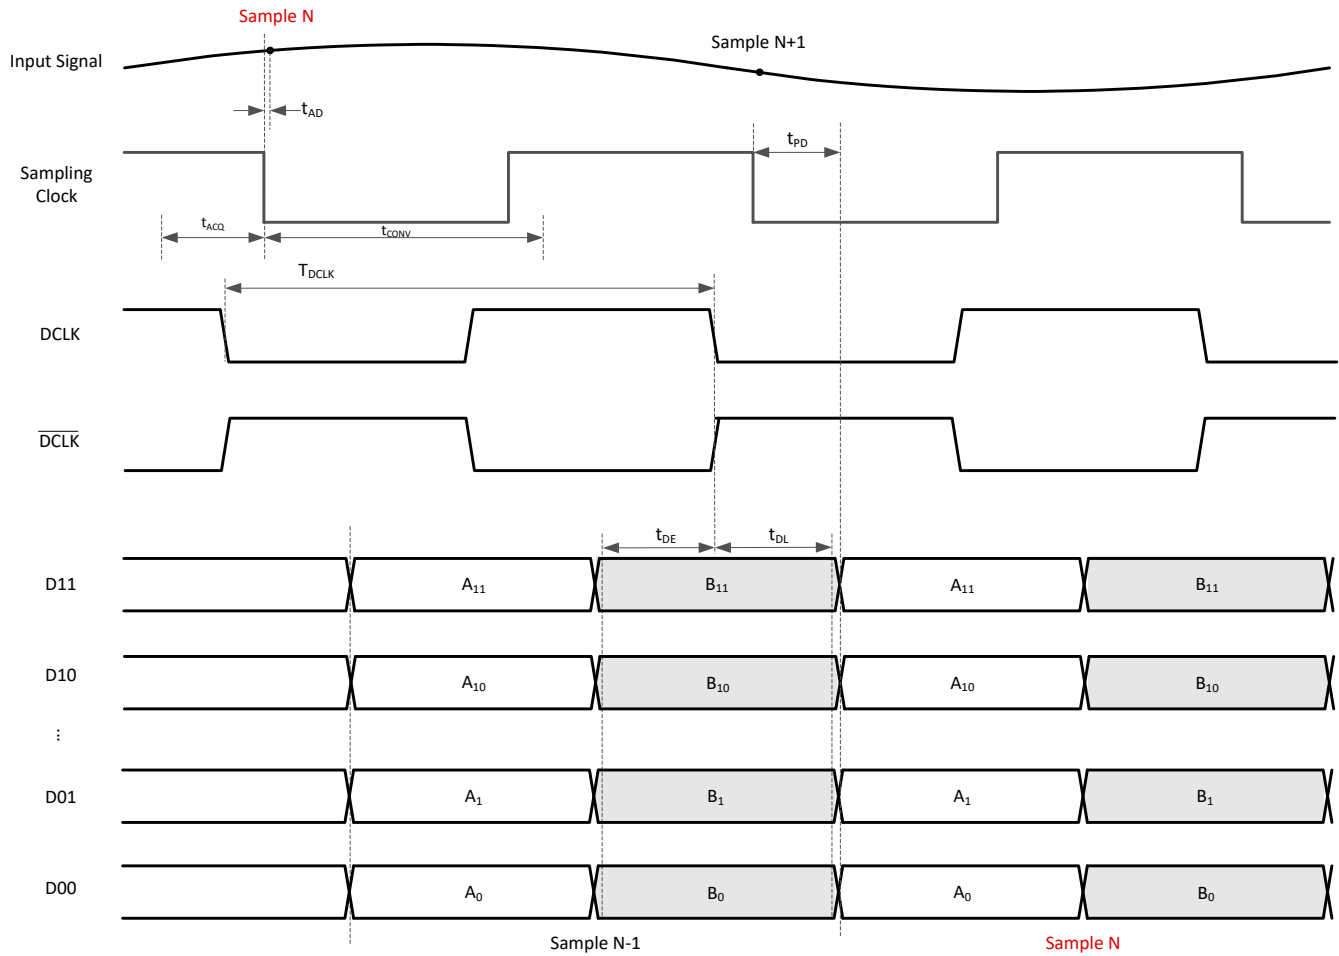 Sample N
Input Signal
Sample N+1
tAD
tPD
Sampling
Clock
tACQ
tCONV
TDCLK
DCLK
DCLK
tDE
tDL
D11
A11
B11
A11
B11
D10
A10
B10
A10
B10
...
D01
A1
B1
A1
B1
D00
A0
B0
A0
B0
Sample N-1
Sample N